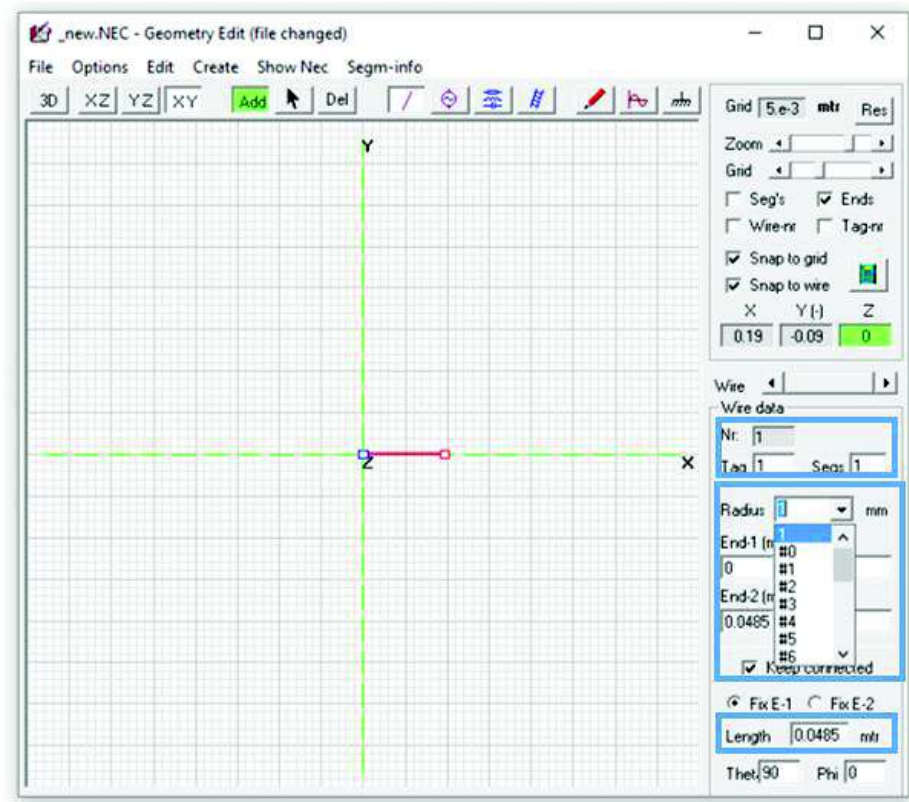 _new.NEC - Geometry Edit (file changed)
File Options Edit Create Show Nec Segm-info
3D XZ YZ XY Add Del
Grid 5.e-3 mtr Res
Zoom
Grid
Seg's Ends
Wire-nr Tag-nr
Snap to grid
Snap to wire
X Y (-) Z
0.19 -0.09 0
Wire
Wire data
Nr. 1
Tag 1 Segs 1
Radius mm
1
End-1 (m
#0
0 #1
#2
End-2 (m
#3
0.0485 #4
#5
#6
Keep connected
Fix E-1 Fix E-2
Length 0.0485 mtr
Thet. 90 Phi 0
Y
Z
X